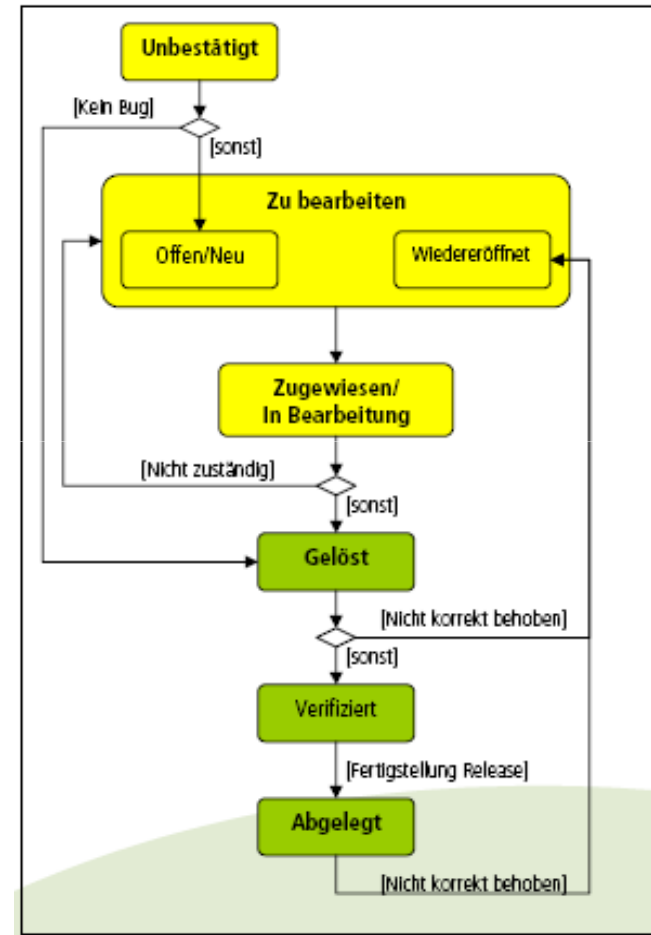 Unbestätigt
[Kein Bug]
[sonst]
Zu bearbeiten
Offen/Neu
Wiedereröffnet
Zugewiesen/
In Bearbeitung
[Nicht zuständig]
[sonst]
Gelöst
[Nicht korrekt behoben]
[sonst]
Verifiziert
[Fertigstellung Release]
Abgelegt
[Nicht korrekt behoben]